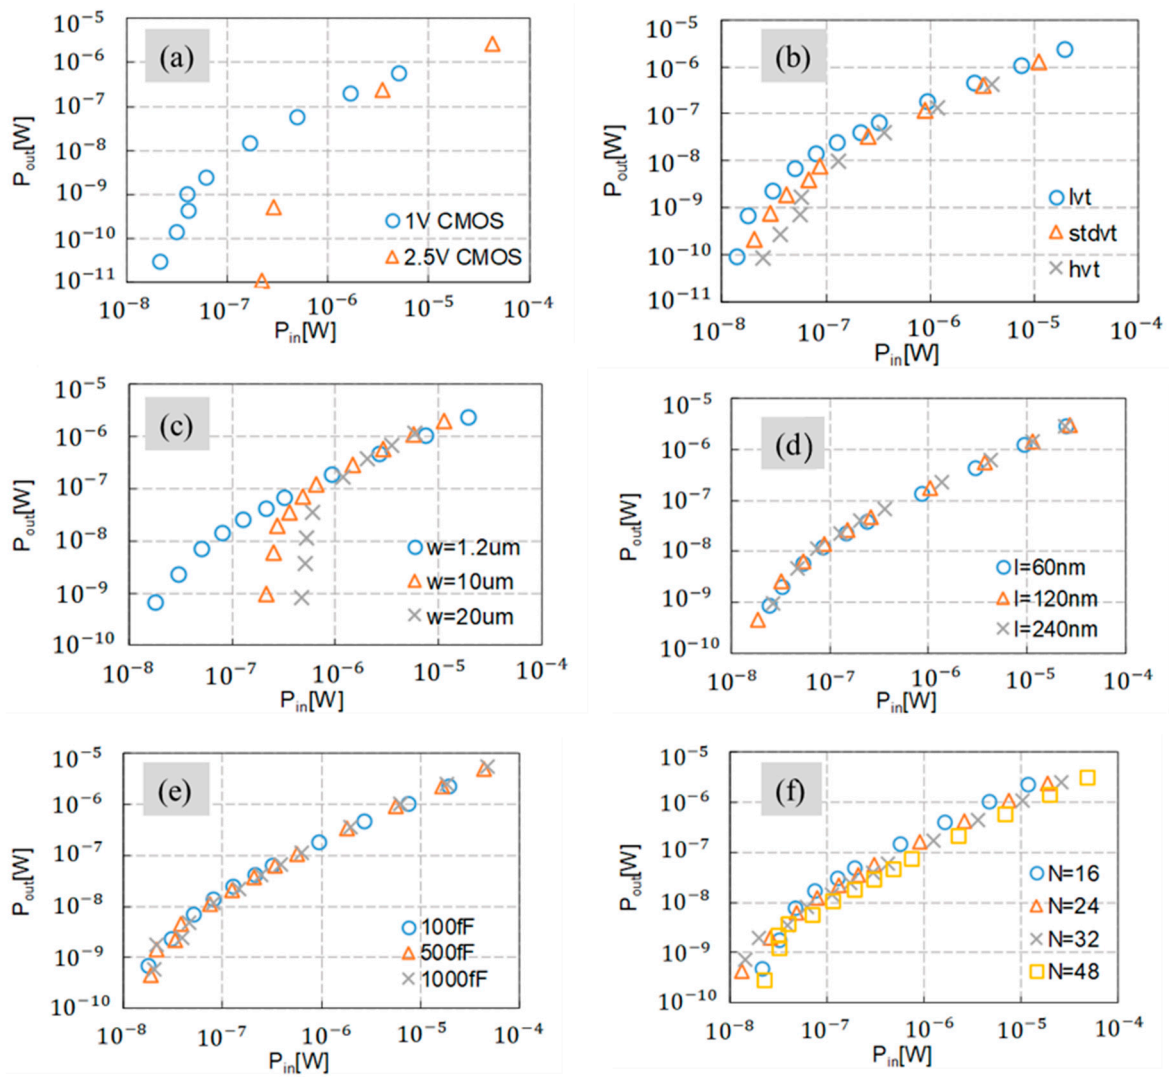 (a)
P_out[W]
10^-5
10^-6
10^-7
10^-8
10^-9
10^-10
10^-11
1V CMOS
2.5V CMOS
10^-8 10^-7 10^-6 10^-5 10^-4
P_in[W]
(b)
P_out[W]
10^-5
10^-6
10^-7
10^-8
10^-9
10^-10
10^-11
lvt
stdvt
hvt
10^-8 10^-7 10^-6 10^-5 10^-4
P_in[W]
(c)
P_out[W]
10^-5
10^-6
10^-7
10^-8
10^-9
10^-10
w=1.2um
w=10um
w=20um
10^-8 10^-7 10^-6 10^-5 10^-4
P_in[W]
(d)
P_out[W]
10^-5
10^-6
10^-7
10^-8
10^-9
10^-10
l=60nm
l=120nm
l=240nm
10^-8 10^-7 10^-6 10^-5 10^-4
P_in[W]
(e)
P_out[W]
10^-5
10^-6
10^-7
10^-8
10^-9
10^-10
100fF
500fF
1000fF
10^-8 10^-7 10^-6 10^-5 10^-4
P_in[W]
(f)
P_out[W]
10^-5
10^-6
10^-7
10^-8
10^-9
10^-10
N=16
N=24
N=32
N=48
10^-8 10^-7 10^-6 10^-5 10^-4
P_in[W]